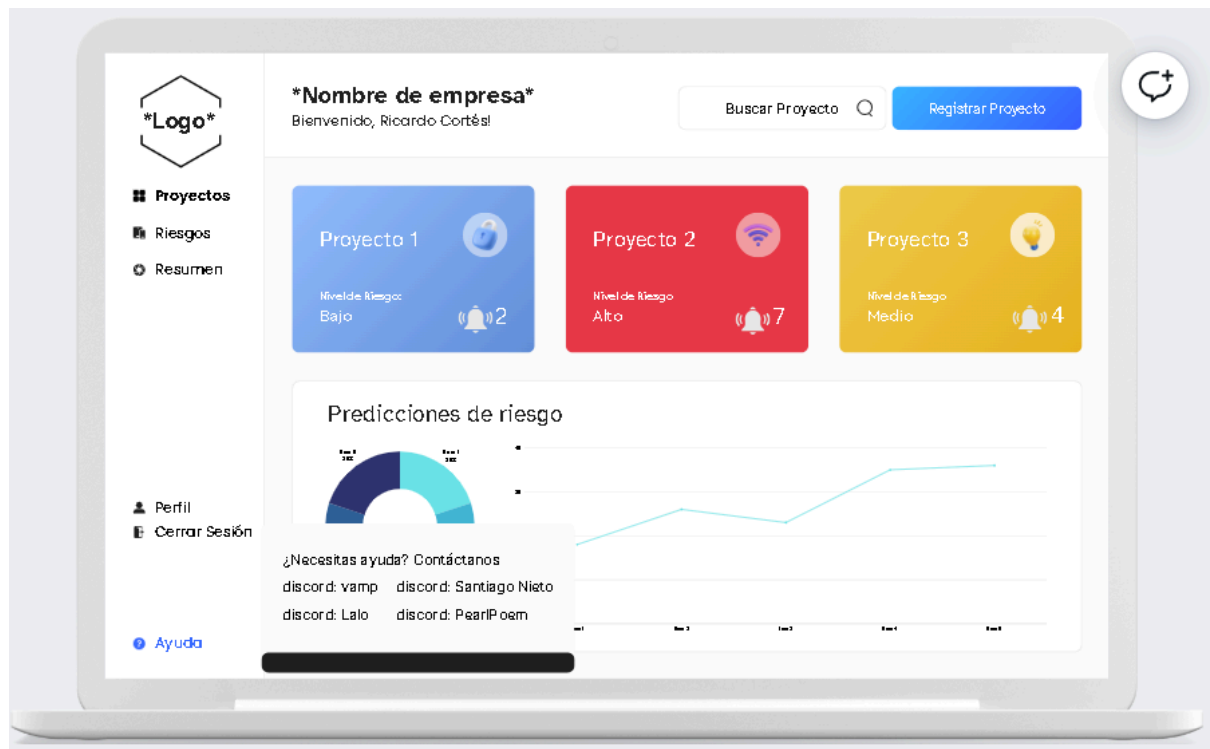 *Logo*
*Nombre de empresa*
Bienvenido, Ricardo Cortés!
Buscar Proyecto
Registrar Proyecto
Proyectos
Riesgos
Resumen
Proyecto 1
Nivel de Riesgo:
Bajo
2
Proyecto 2
Nivel de Riesgo
Alto
7
Proyecto 3
Nivel de Riesgo
Medio
4
Predicciones de riesgo
Perfil
Cerrar Sesión
¿Necesitas ayuda? Contáctanos
discord: vamp discord: Santiago Nieto
discord: Lalo discord: PearlPoem
Ayuda